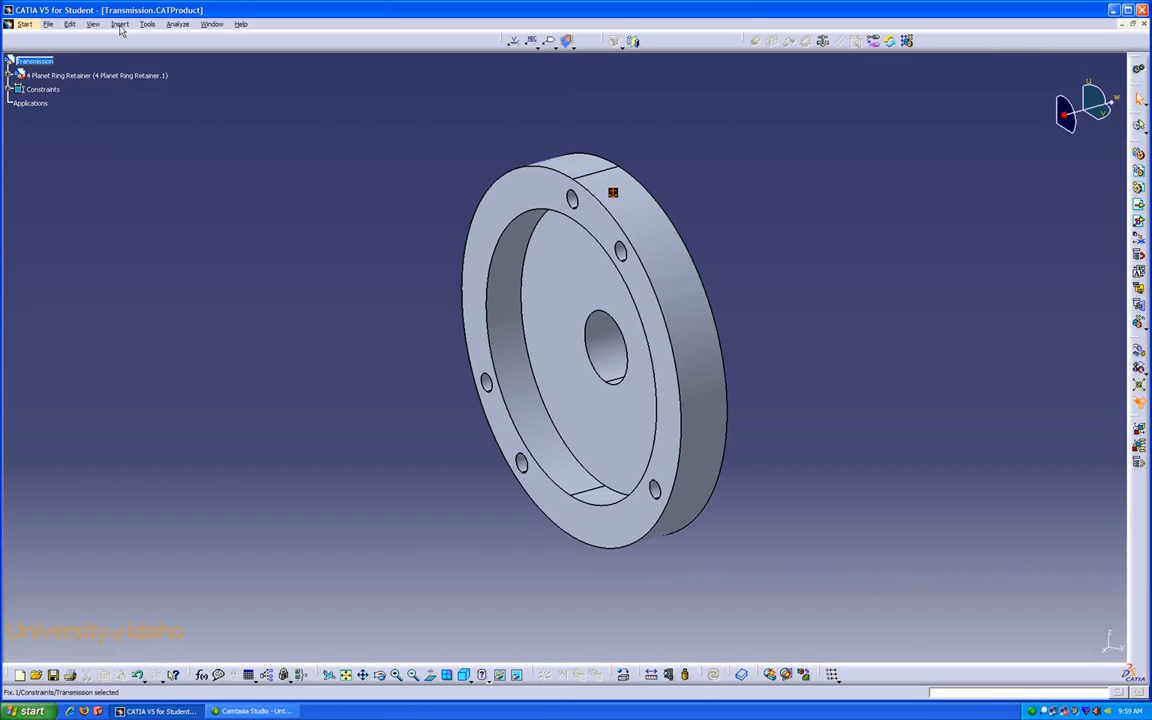 CATIA V5 for Student - [Transmission.CATProduct]
Start File Edit View Insert Tools Analyze Window Help
Transmission
4 Planet Ring Retainer (4 Planet Ring Retainer.1)
Constraints
Applications
u
w
v
University of Idaho
z
x
y
CATIA
Fix.1/Constraints/Transmission selected
start
CATIA V5 for Student...
Camtasia Studio - Unt...
9:59 AM